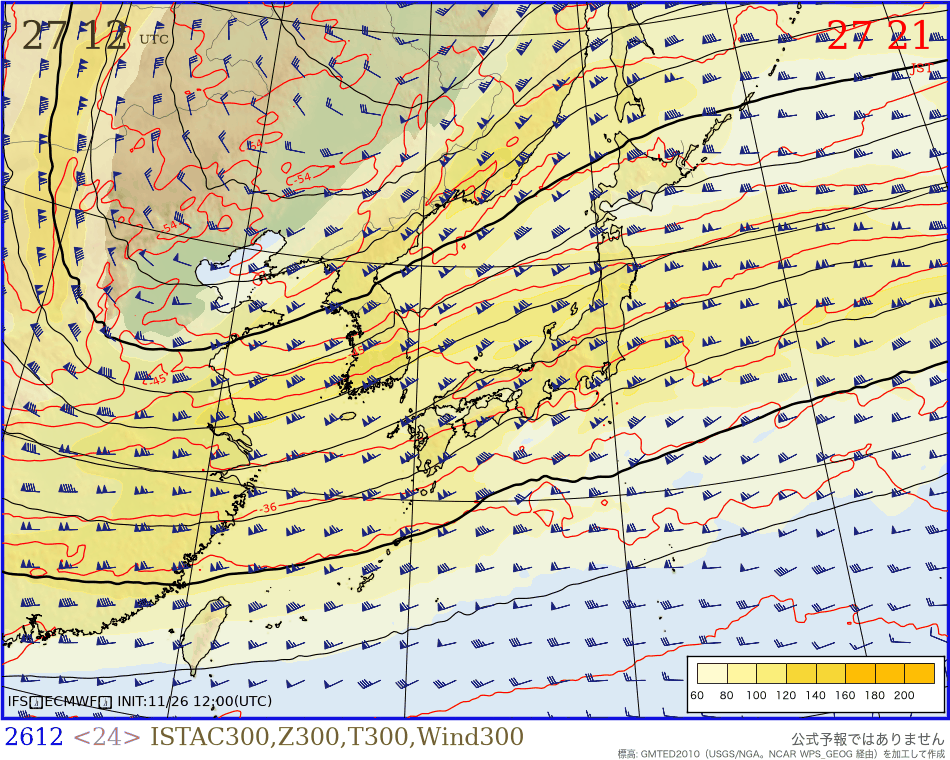 27 12 UTC
27 21
JST
-54
-54
-54
-45
-45
-36
60 80 100 120 140 160 180 200
IFS ECMWF INIT:11/26 12:00(UTC)
2612 <24> ISTAC300,Z300,T300,Wind300
公式予報ではありません
標高: GMTED2010（USGS/NGA。NCAR WPS_GEOG 経由）を加工して作成